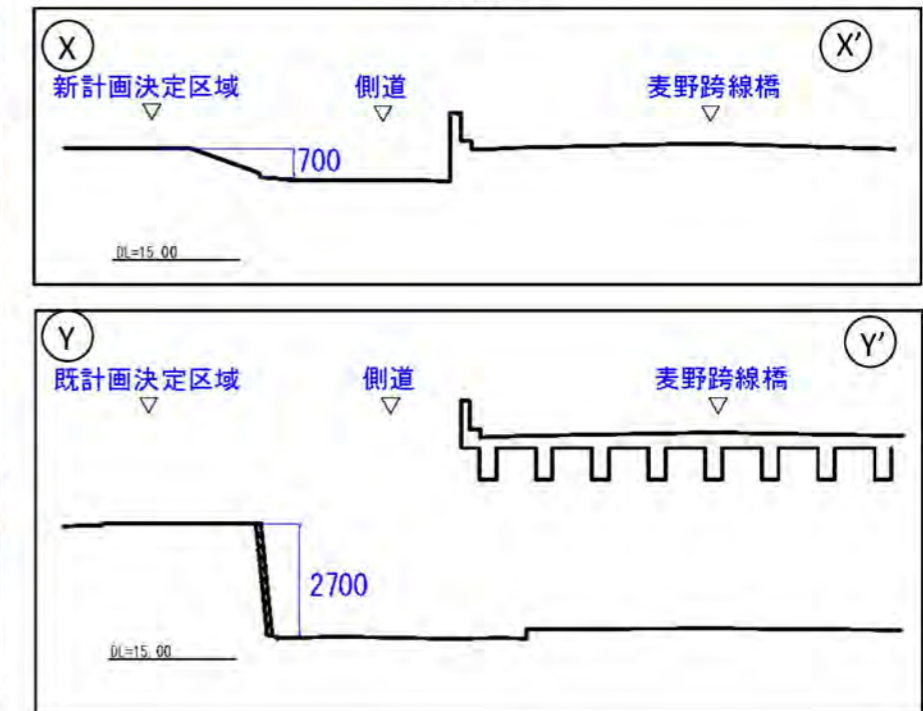 X X'
新計画決定区域 側道 麦野跨線橋
▽ ▽ ▽
700
DL=15.00
Y Y'
既計画決定区域 側道 麦野跨線橋
▽ ▽ ▽
2700
DL=15.00